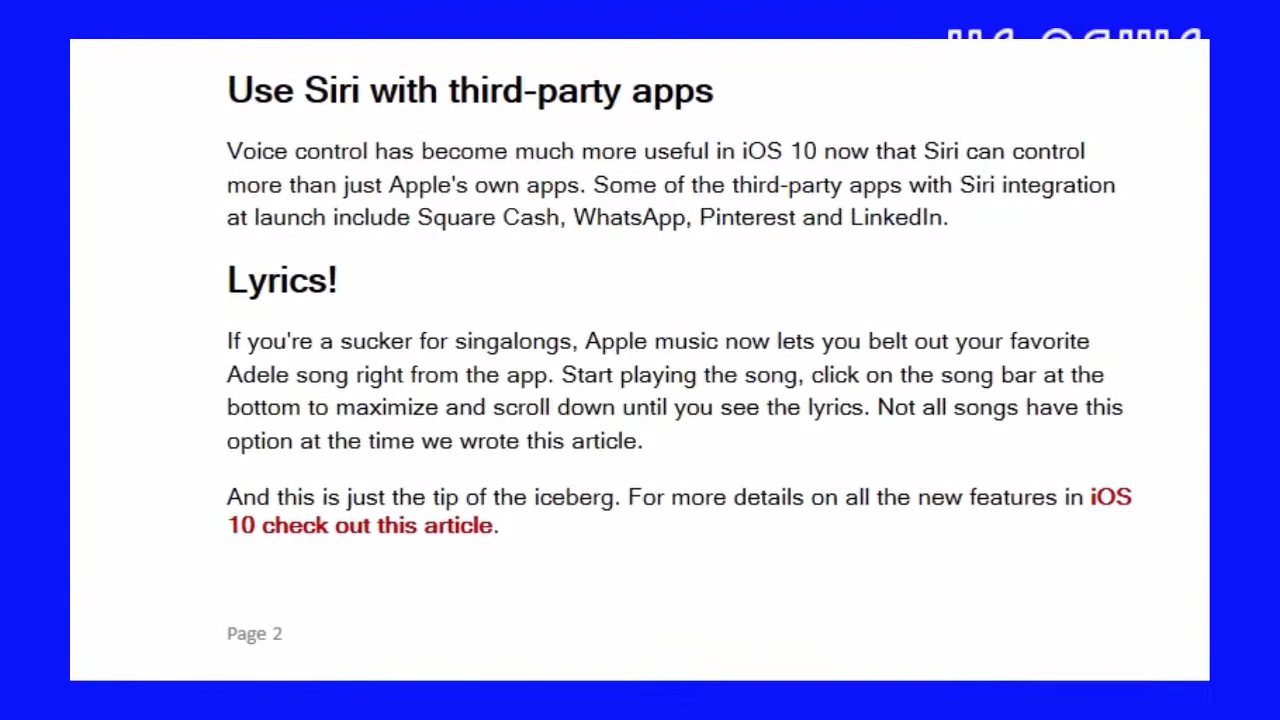 Use Siri with third-party apps
Voice control has become much more useful in iOS 10 now that Siri can control
more than just Apple's own apps. Some of the third-party apps with Siri integration
at launch include Square Cash, WhatsApp, Pinterest and LinkedIn.
Lyrics!
If you're a sucker for singalongs, Apple music now lets you belt out your favorite
Adele song right from the app. Start playing the song, click on the song bar at the
bottom to maximize and scroll down until you see the lyrics. Not all songs have this
option at the time we wrote this article.
And this is just the tip of the iceberg. For more details on all the new features in iOS
10 check out this article.
Page 2